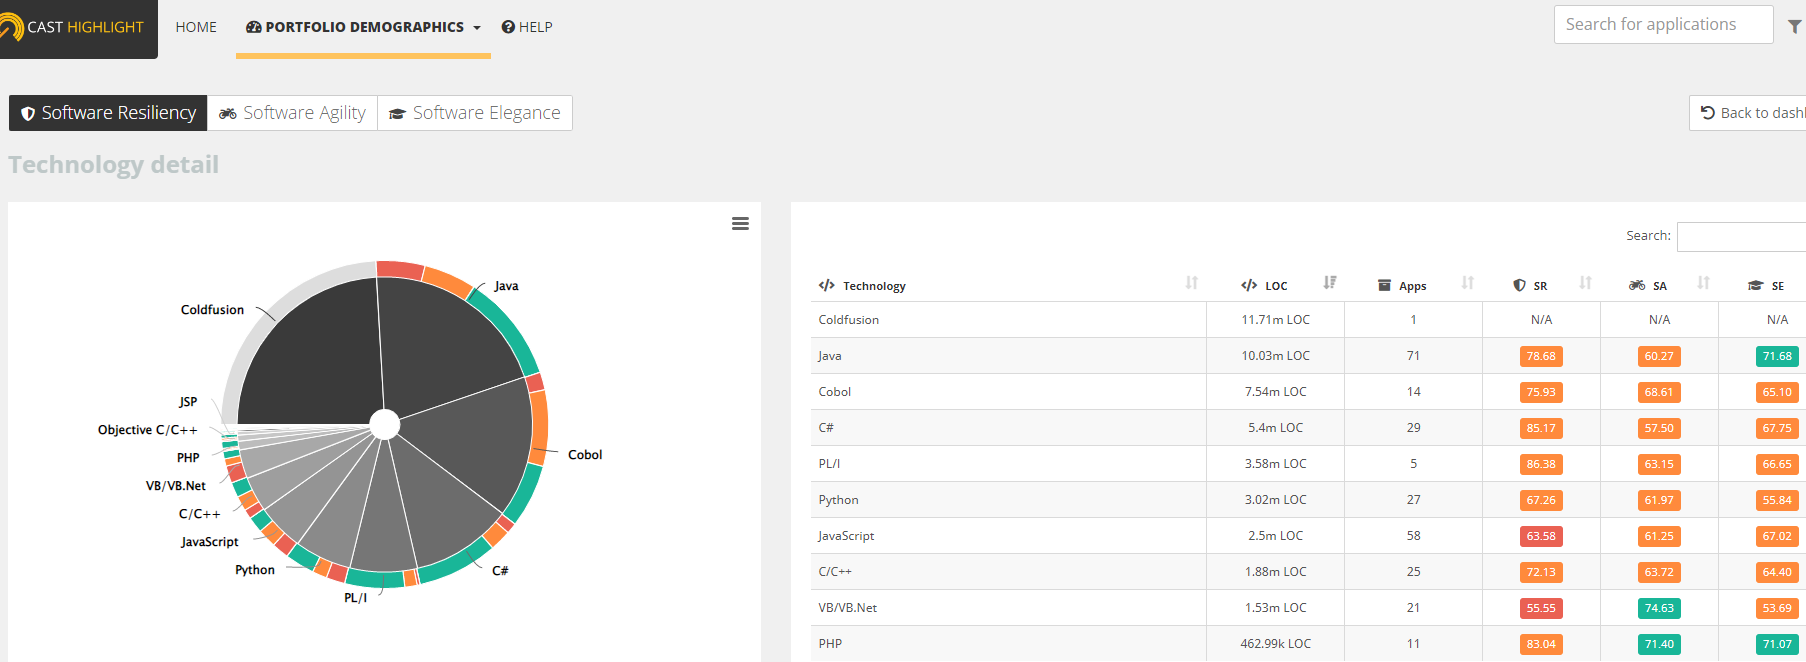 CAST HIGHLIGHT HOME PORTFOLIO DEMOGRAPHICS HELP Search for applications
Software Resiliency Software Agility Software Elegance Back to dash
Technology detail
Java
Coldfusion
JSP
Objective C/C++
Cobol
PHP
VB/VB.Net
C/C++
JavaScript
Python
C#
PL/I
Search:
Technology LOC Apps SR SA SE
Coldfusion 11.71m LOC 1 N/A N/A N/A
Java 10.03m LOC 71 78.68 60.27 71.68
Cobol 7.54m LOC 14 75.93 68.61 65.10
C# 5.4m LOC 29 85.17 57.50 67.75
PL/I 3.58m LOC 5 86.38 63.15 66.65
Python 3.02m LOC 27 67.26 61.97 55.84
JavaScript 2.5m LOC 58 63.58 61.25 67.02
C/C++ 1.88m LOC 25 72.13 63.72 64.40
VB/VB.Net 1.53m LOC 21 55.55 74.63 53.69
PHP 462.99k LOC 11 83.04 71.40 71.07